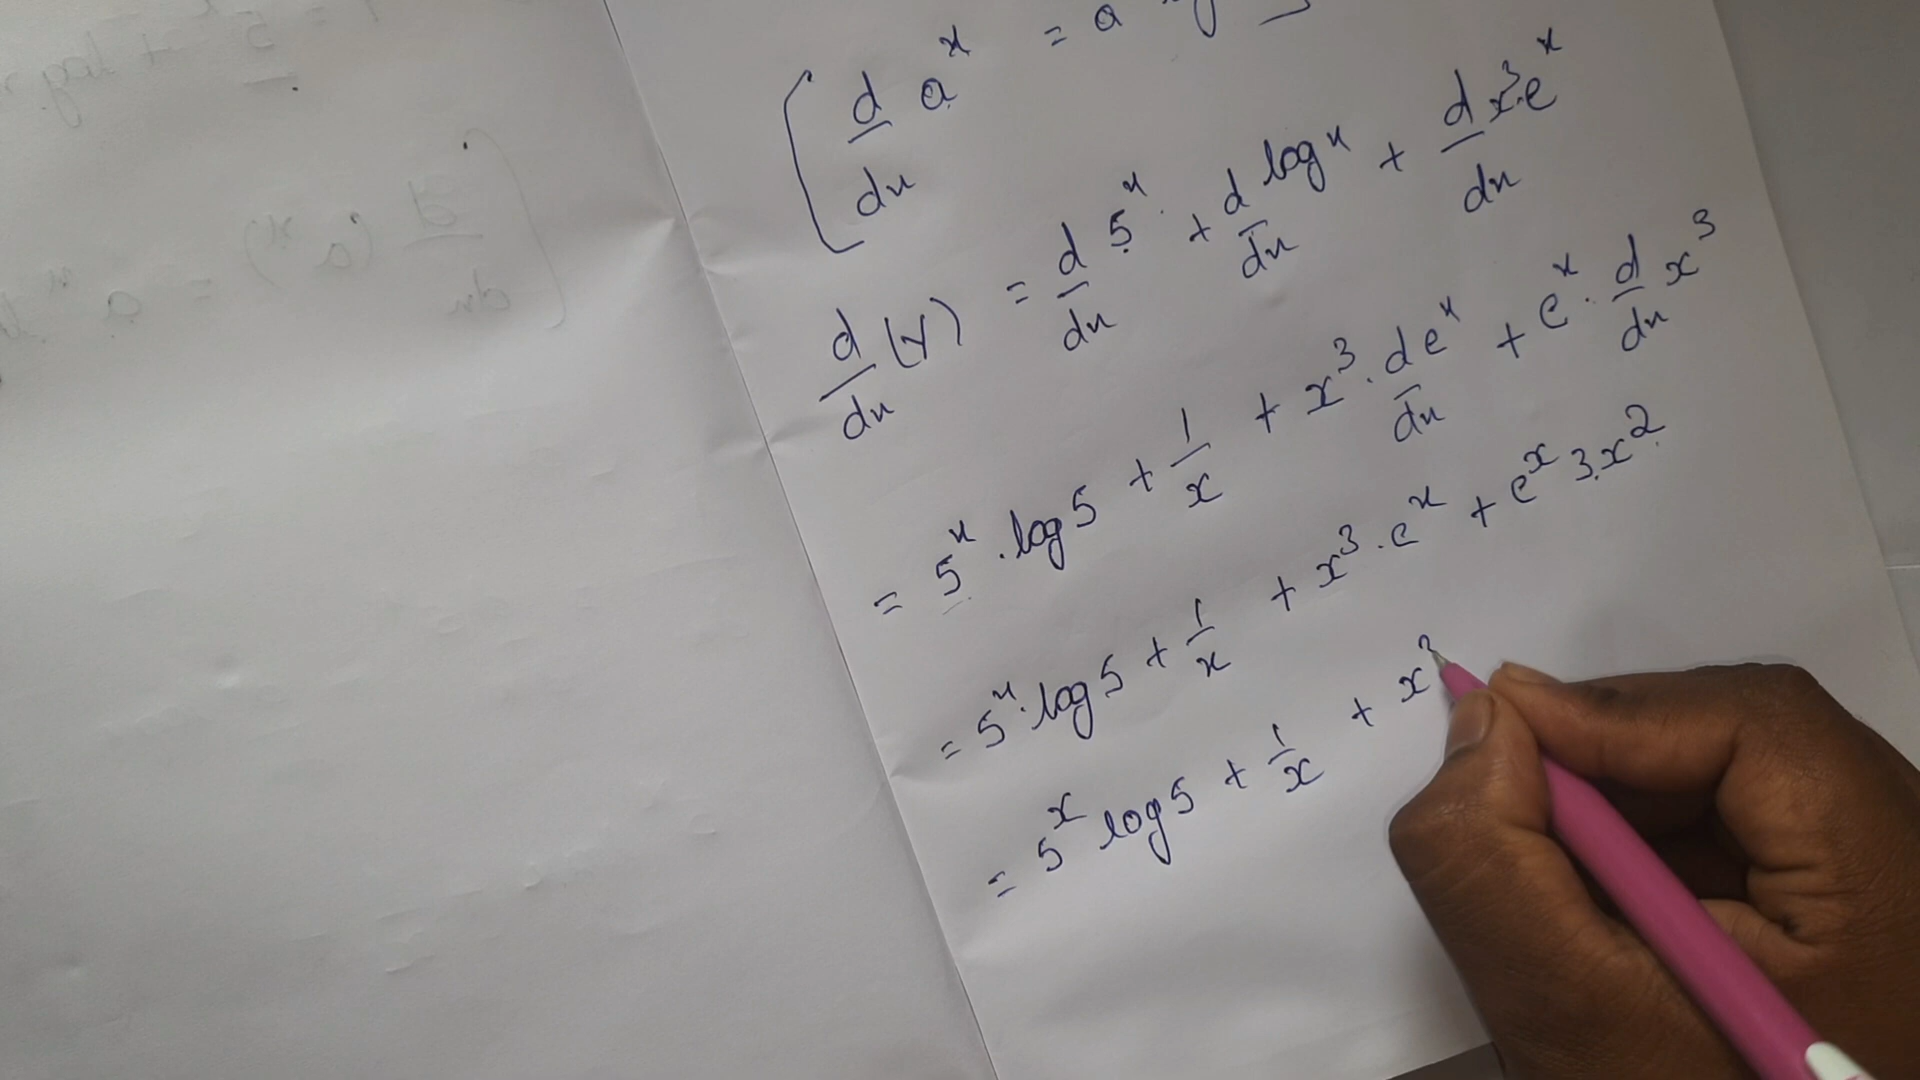 d/dx a^x = a
d/dx (y) = d/dx 5^x + d/dx log x + d/dx x^3.e^x
= 5^x . log 5 + 1/x + x^3 . d/dx e^x + e^x . d/dx x^3
= 5^x . log 5 + 1/x + x^3 . e^x + e^x 3.x^2
= 5^x log 5 + 1/x + x^3